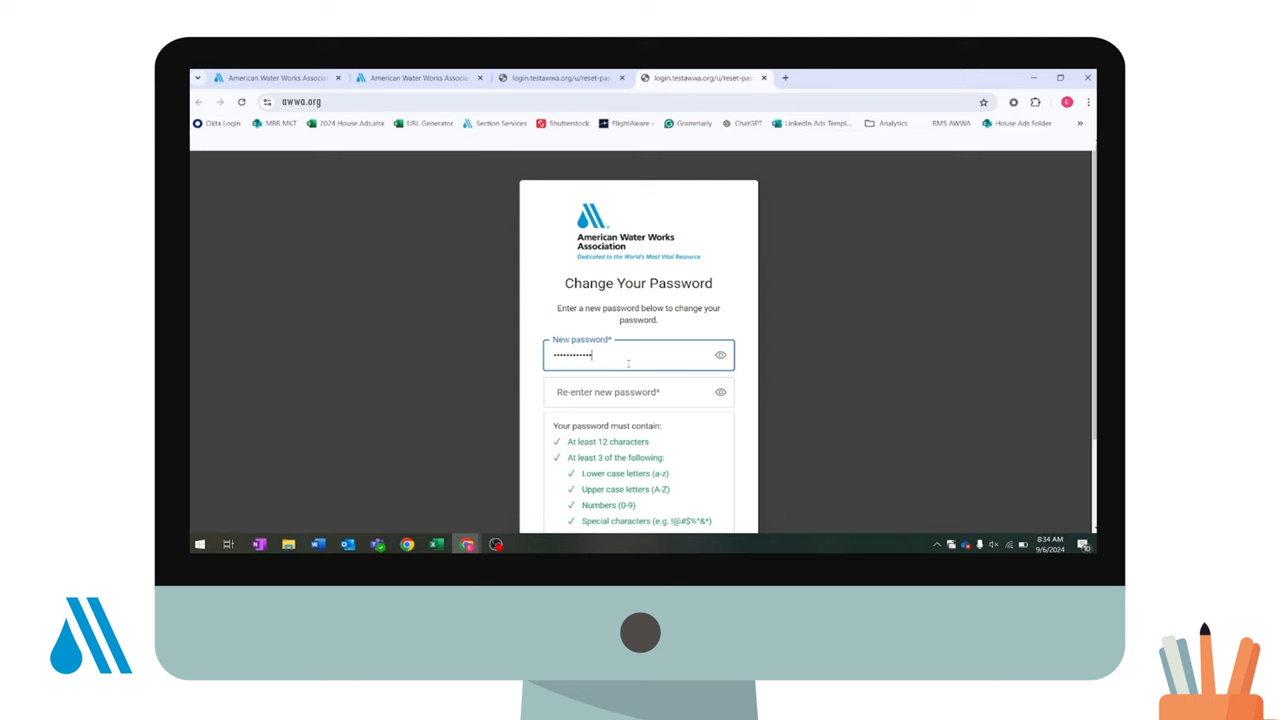 American Water Works Associat
American Water Works Associat
login.testawwa.org/u/reset-pas
login.testawwa.org/u/reset-pas
awwa.org
Okta Login
MBR MKT
2024 House Ads.xlsx
URL Generator
Section Services
Shutterstock
FlightAware -
Grammarly
ChatGPT
LinkedIn Ads Templ...
Analytics
RMS AWWA
House Ads Folder
»
American Water Works
Association
Dedicated to the World's Most Vital Resource
Change Your Password
Enter a new password below to change your
password.
New password*
••••••••••••
Re-enter new password*
Your password must contain:
✓ At least 12 characters
✓ At least 3 of the following:
✓ Lower case letters (a-z)
✓ Upper case letters (A-Z)
✓ Numbers (0-9)
✓ Special characters (e.g. !@#$%^&*)
8:34 AM
9/6/2024